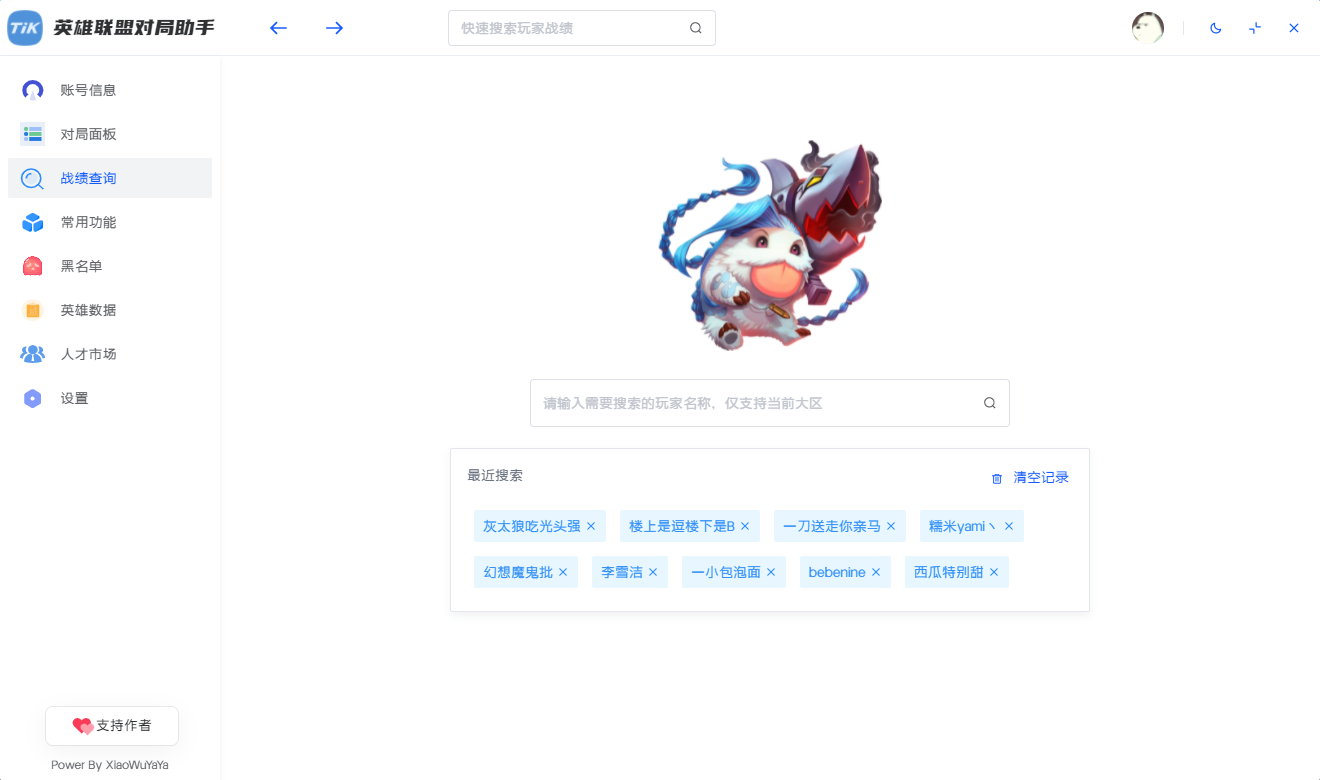 TiK 英雄联盟对局助手
快速搜索玩家战绩
账号信息
对局面板
战绩查询
常用功能
黑名单
英雄数据
人才市场
设置
请输入需要搜索的玩家名称，仅支持当前大区
最近搜索
清空记录
灰太狼吃光头强 × 楼上是逗楼下是B × 一刀送走你亲马 × 糯米yami丶 ×
幻想魔鬼批 × 李雪洁 × 一小包泡面 × bebenine × 西瓜特别甜 ×
支持作者
Power By XiaoWuYaYa